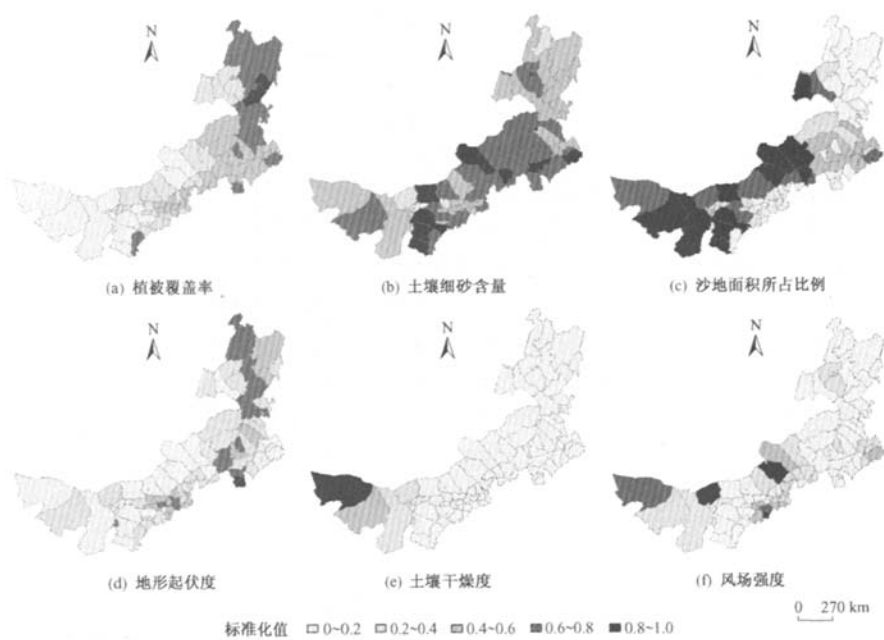 N N N
(a) 植被覆盖率 (b) 土壤细砂含量 (c) 沙地面积所占比例
N N N
(d) 地形起伏度 (e) 土壤干燥度 (f) 风场强度
0 270 km
标准化值 0~0.2 0.2~0.4 0.4~0.6 0.6~0.8 0.8~1.0